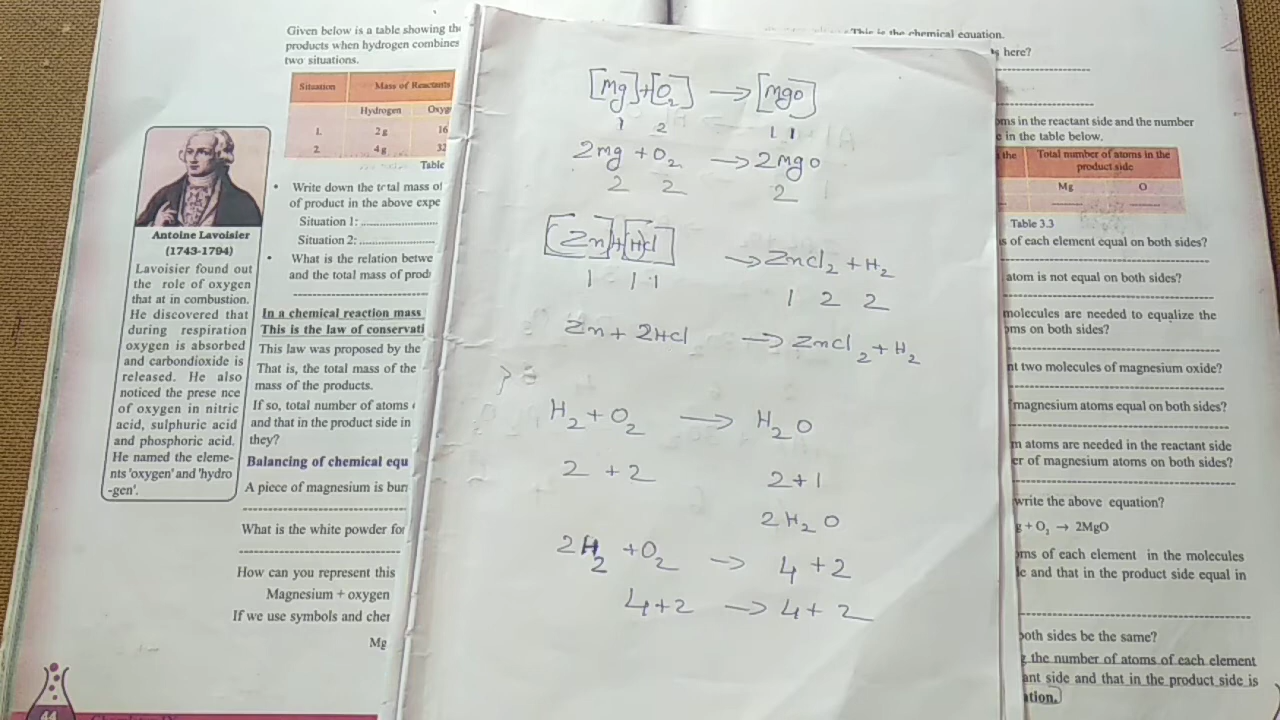 Given below is a table showing the
products when hydrogen combines
two situations.
Situation Mass of Reactants
Hydrogen Oxyg
1. 2 g 16
2. 4 g 32
Table
• Write down the total mass of
of product in the above expe
Situation 1:
Situation 2:
• What is the relation betwe
and the total mass of prod
In a chemical reaction mass
This is the law of conservati
This law was proposed by the
That is, the total mass of the
mass of the products.
If so, total number of atoms
and that in the product side in
they?
Balancing of chemical equ
A piece of magnesium is bur
What is the white powder for
How can you represent this
Magnesium + oxygen
If we use symbols and cher
Mg
Antoine Lavoisier
(1743-1794)
Lavoisier found out
the role of oxygen
that at in combustion.
He discovered that
during respiration
oxygen is absorbed
and carbondioxide is
released. He also
noticed the prese nce
of oxygen in nitric
acid, sulphuric acid
and phosphoric acid.
He named the eleme-
nts 'oxygen' and 'hydro
-gen'.
44
[Mg]+[O2] → [MgO]
1 2 1 1
2mg + O2 → 2mgo
2 2 2
[Zn]+[HCl] → ZnCl2 + H2
1 1 1 1 2 2
Zn + 2HCl → ZnCl2 + H2
H2 + O2 → H2O
2 + 2 2+1
2H2O
2H2 + O2 → 4+2
4+2 → 4+2
This is the chemical equation.
here?
oms in the reactant side and the number
in the table below.
the Total number of atoms in the
product side
Mg O
Table 3.3
s of each element equal on both sides?
atom is not equal on both sides?
molecules are needed to equalize the
oms on both sides?
nt two molecules of magnesium oxide?
magnesium atoms equal on both sides?
m atoms are needed in the reactant side
er of magnesium atoms on both sides?
write the above equation?
g + O2 → 2MgO
oms of each element in the molecules
le and that in the product side equal in
both sides be the same?
g the number of atoms of each element
ant side and that in the product side is
ation.